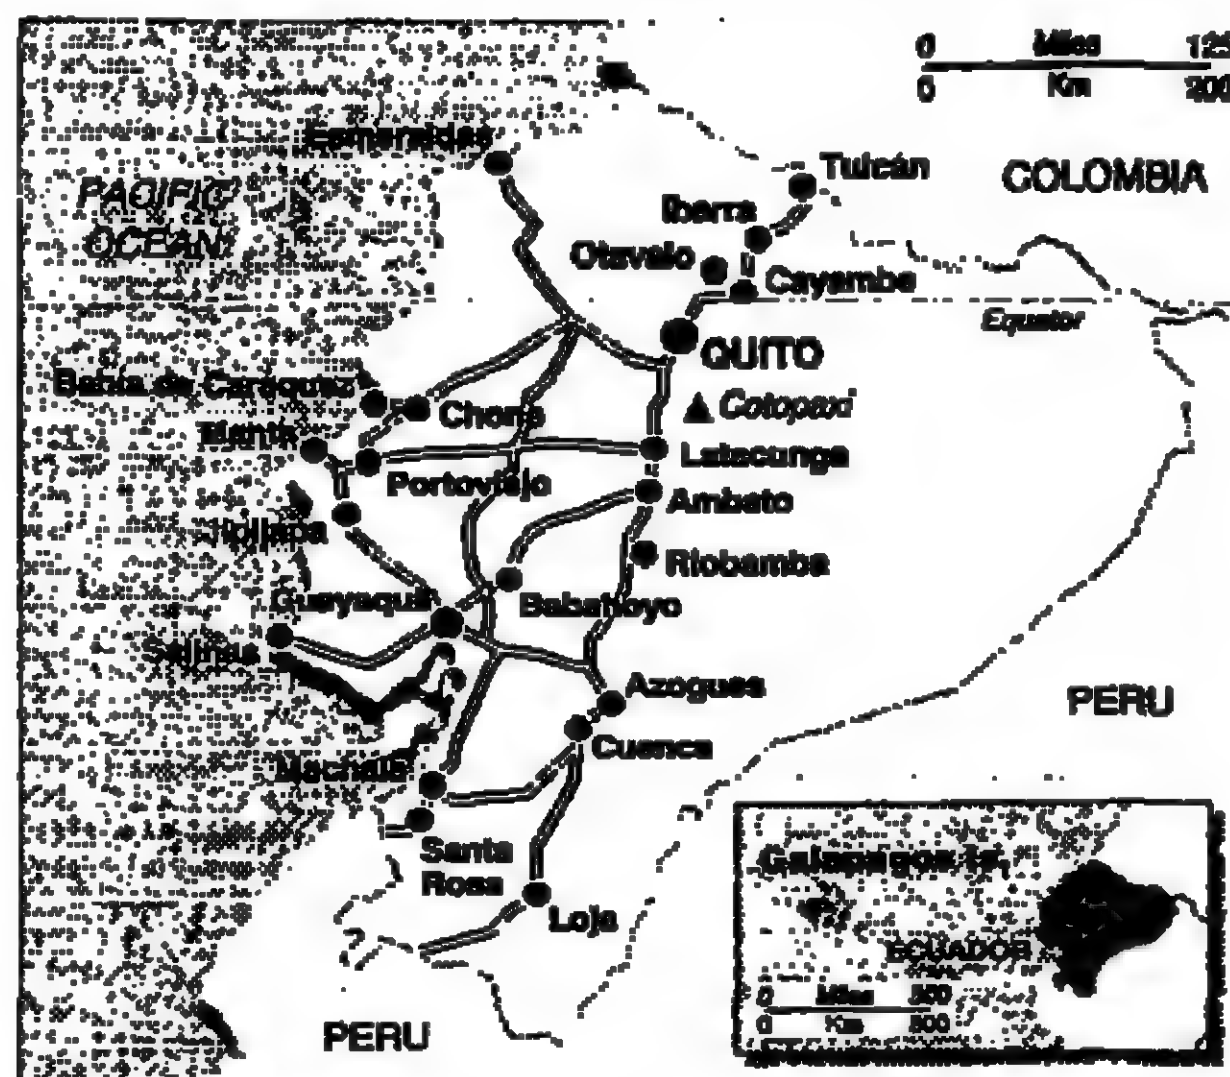 0 Miles 125
0 Km 200
Esmeraldas
Tulcán
COLOMBIA
PACIFIC
OCEAN
Ibarra
Otavalo
Cayambe
Equator
QUITO
Bahía de Caráquez
Chone
Cotopaxi
Manta
Latacunga
Portoviejo
Ambato
Jipijapa
Riobamba
Guayaquil
Babahoyo
Salinas
Azogues
PERU
Cuenca
Machala
Santa
Rosa
Galapagos Is.
Loja
ECUADOR
0 Miles 500
0 Km 800
PERU